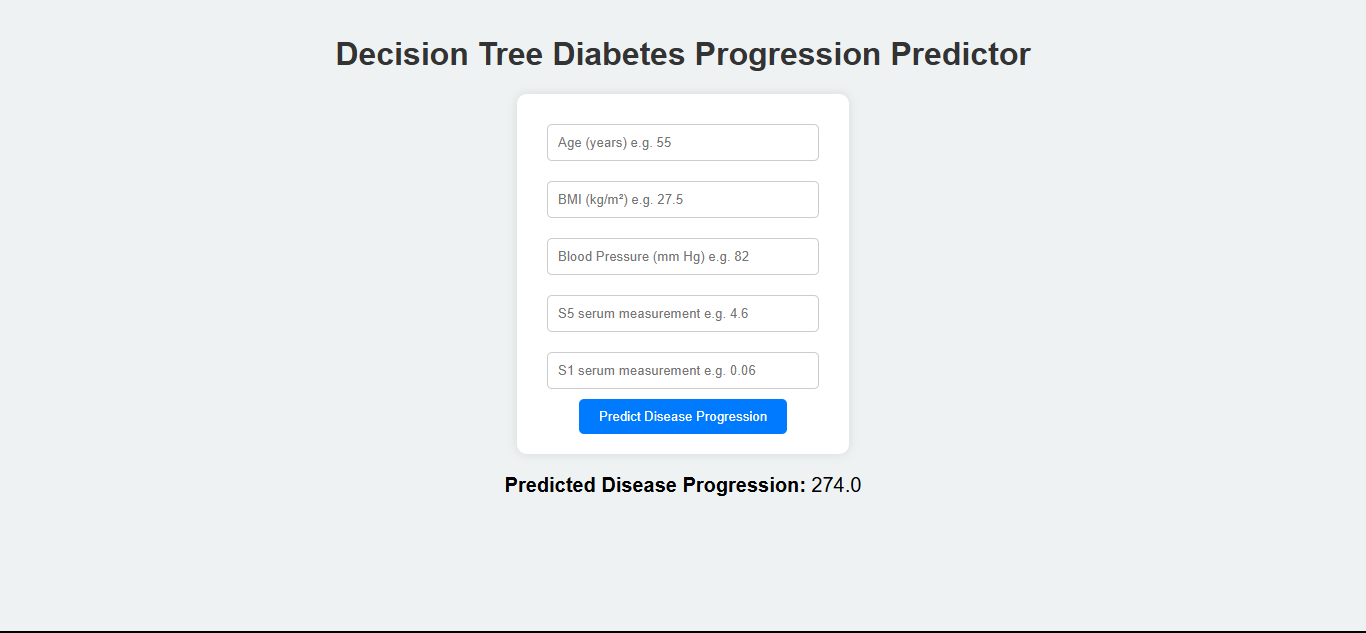 Decision Tree Diabetes Progression Predictor
Age (years) e.g. 55
BMI (kg/m²) e.g. 27.5
Blood Pressure (mm Hg) e.g. 82
S5 serum measurement e.g. 4.6
S1 serum measurement e.g. 0.06
Predict Disease Progression
Predicted Disease Progression: 274.0